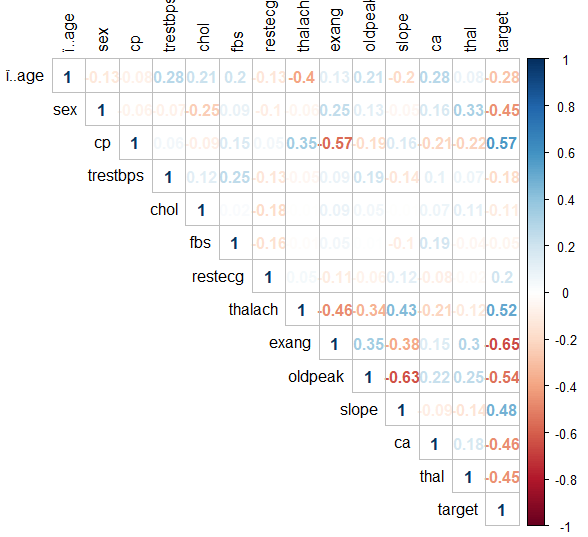 ï..age sex cp trestbps chol fbs restecg thalach exang oldpeak slope ca thal target
ï..age 1 -0.13 -0.08 0.28 0.21 0.2 -0.13 -0.4 0.13 0.21 -0.2 0.28 0.08 -0.28
sex 1 -0.06 -0.07 -0.25 0.09 -0.1 -0.06 0.25 0.13 -0.05 0.16 0.33 -0.45
cp 1 0.06 -0.09 0.15 0.05 0.35 -0.57 -0.19 0.16 -0.21 -0.22 0.57
trestbps 1 0.12 0.25 -0.13 0.09 0.19 -0.14 0.1 0.07 -0.18
chol 1 -0.18 0.09 0.05 0.07 0.11 -0.11
fbs 1 -0.16 0.05 -0.1 0.19 -0.04 -0.05
restecg 1 0.06 -0.11 -0.06 0.12 -0.08 0.2
thalach 1 -0.46 -0.34 0.43 -0.21 -0.12 0.52
exang 1 0.35 -0.38 0.15 0.3 -0.65
oldpeak 1 -0.63 0.22 0.25 -0.54
slope 1 -0.09 -0.14 0.48
ca 1 0.18 -0.46
thal 1 -0.45
target 1
1
0.8
0.6
0.4
0.2
0
-0.2
-0.4
-0.6
-0.8
-1